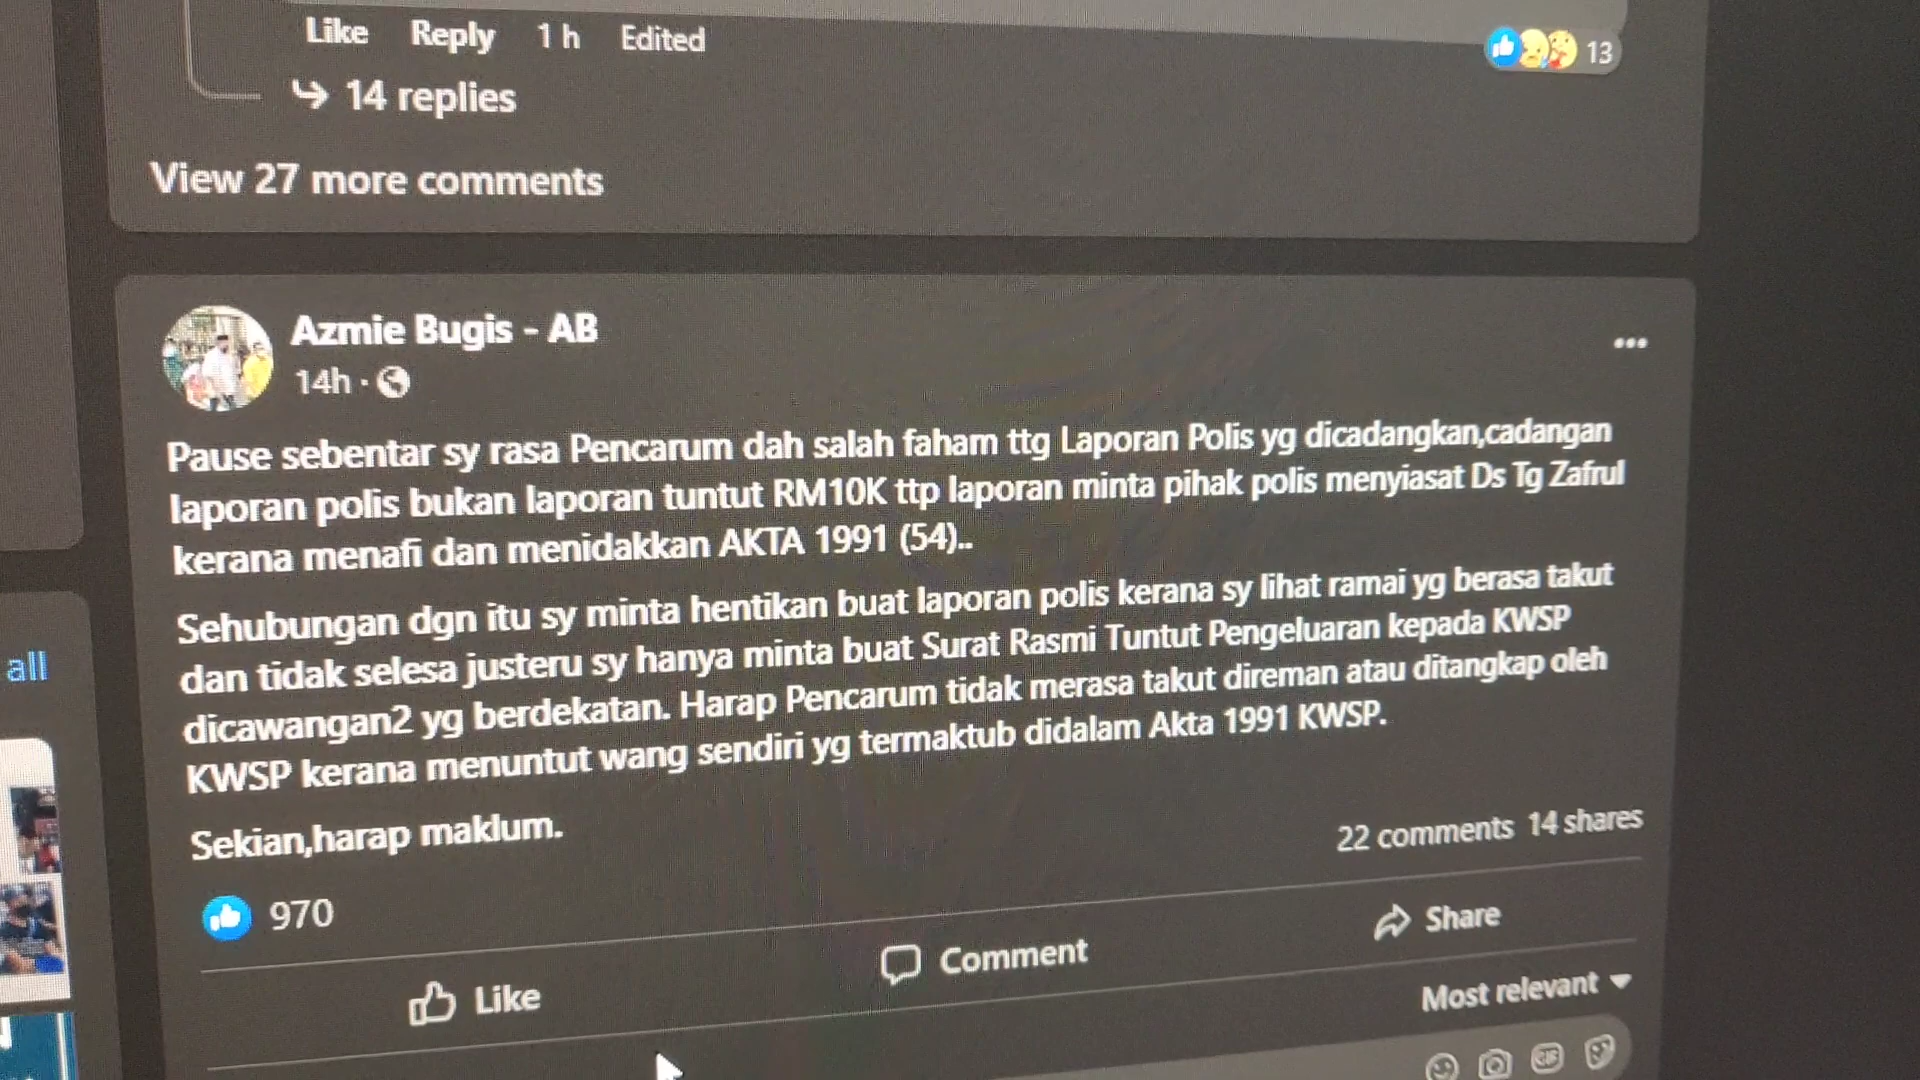 Like Reply 1 h Edited
13
14 replies
View 27 more comments
Azmie Bugis - AB
14h ·
Pause sebentar sy rasa Pencarum dah salah faham ttg Laporan Polis yg dicadangkan,cadangan
laporan polis bukan laporan tuntut RM10K ttp laporan minta pihak polis menyiasat Ds Tg Zafrul
kerana menafi dan menidakkan AKTA 1991 (54)..
Sehubungan dgn itu sy minta hentikan buat laporan polis kerana sy lihat ramai yg berasa takut
dan tidak selesa justeru sy hanya minta buat Surat Rasmi Tuntut Pengeluaran kepada KWSP
dicawangan2 yg berdekatan. Harap Pencarum tidak merasa takut direman atau ditangkap oleh
KWSP kerana menuntut wang sendiri yg termaktub didalam Akta 1991 KWSP.
Sekian,harap maklum.
22 comments 14 shares
970
Like
Comment
Share
Most relevant
GIF
all